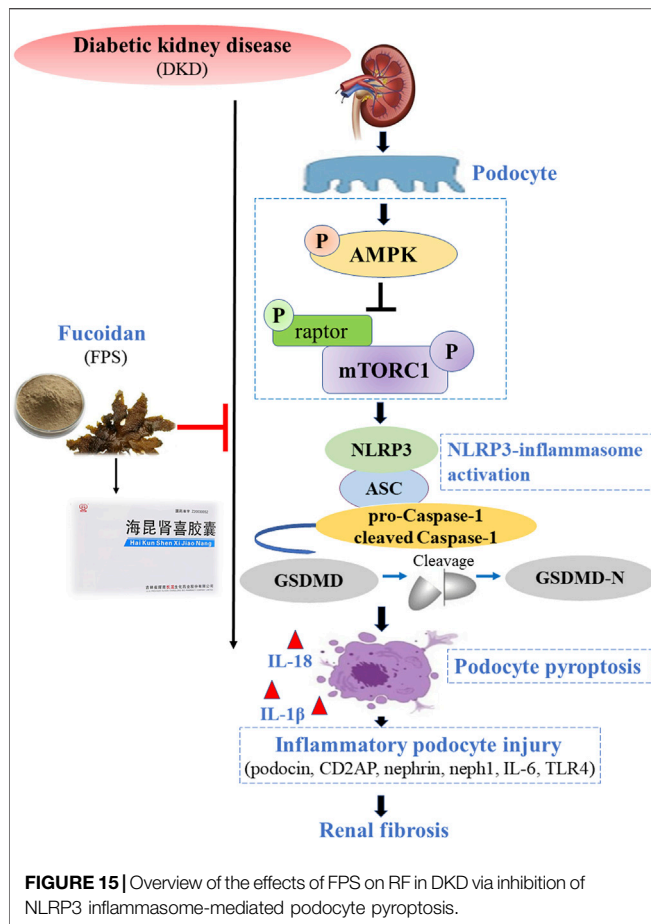 Diabetic kidney disease
(DKD)
Podocyte
P
AMPK
P
raptor
P
mTORC1
Fucoidan
(FPS)
NLRP3
NLRP3-inflammasome
activation
ASC
pro-Caspase-1
cleaved Caspase-1
海昆肾喜胶囊
Hai Kun Shen Xi Jiao Nang
GSDMD
Cleavage
GSDMD-N
IL-18
Podocyte pyroptosis
IL-1β
Inflammatory podocyte injury
(podocin, CD2AP, nephrin, neph1, IL-6, TLR4)
Renal fibrosis
FIGURE 15 | Overview of the effects of FPS on RF in DKD via inhibition of
NLRP3 inflammasome-mediated podocyte pyroptosis.